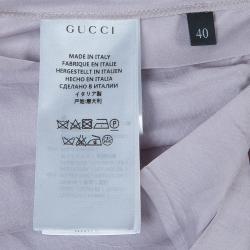 GUCCI
40
MADE IN ITALY
FABRIQUE EN ITALIE
HERGESTELLT IN ITALIEN
HECHO EN ITALIA
СДЕЛАНО В ИТАЛИИ
イタリア製
产地：意大利